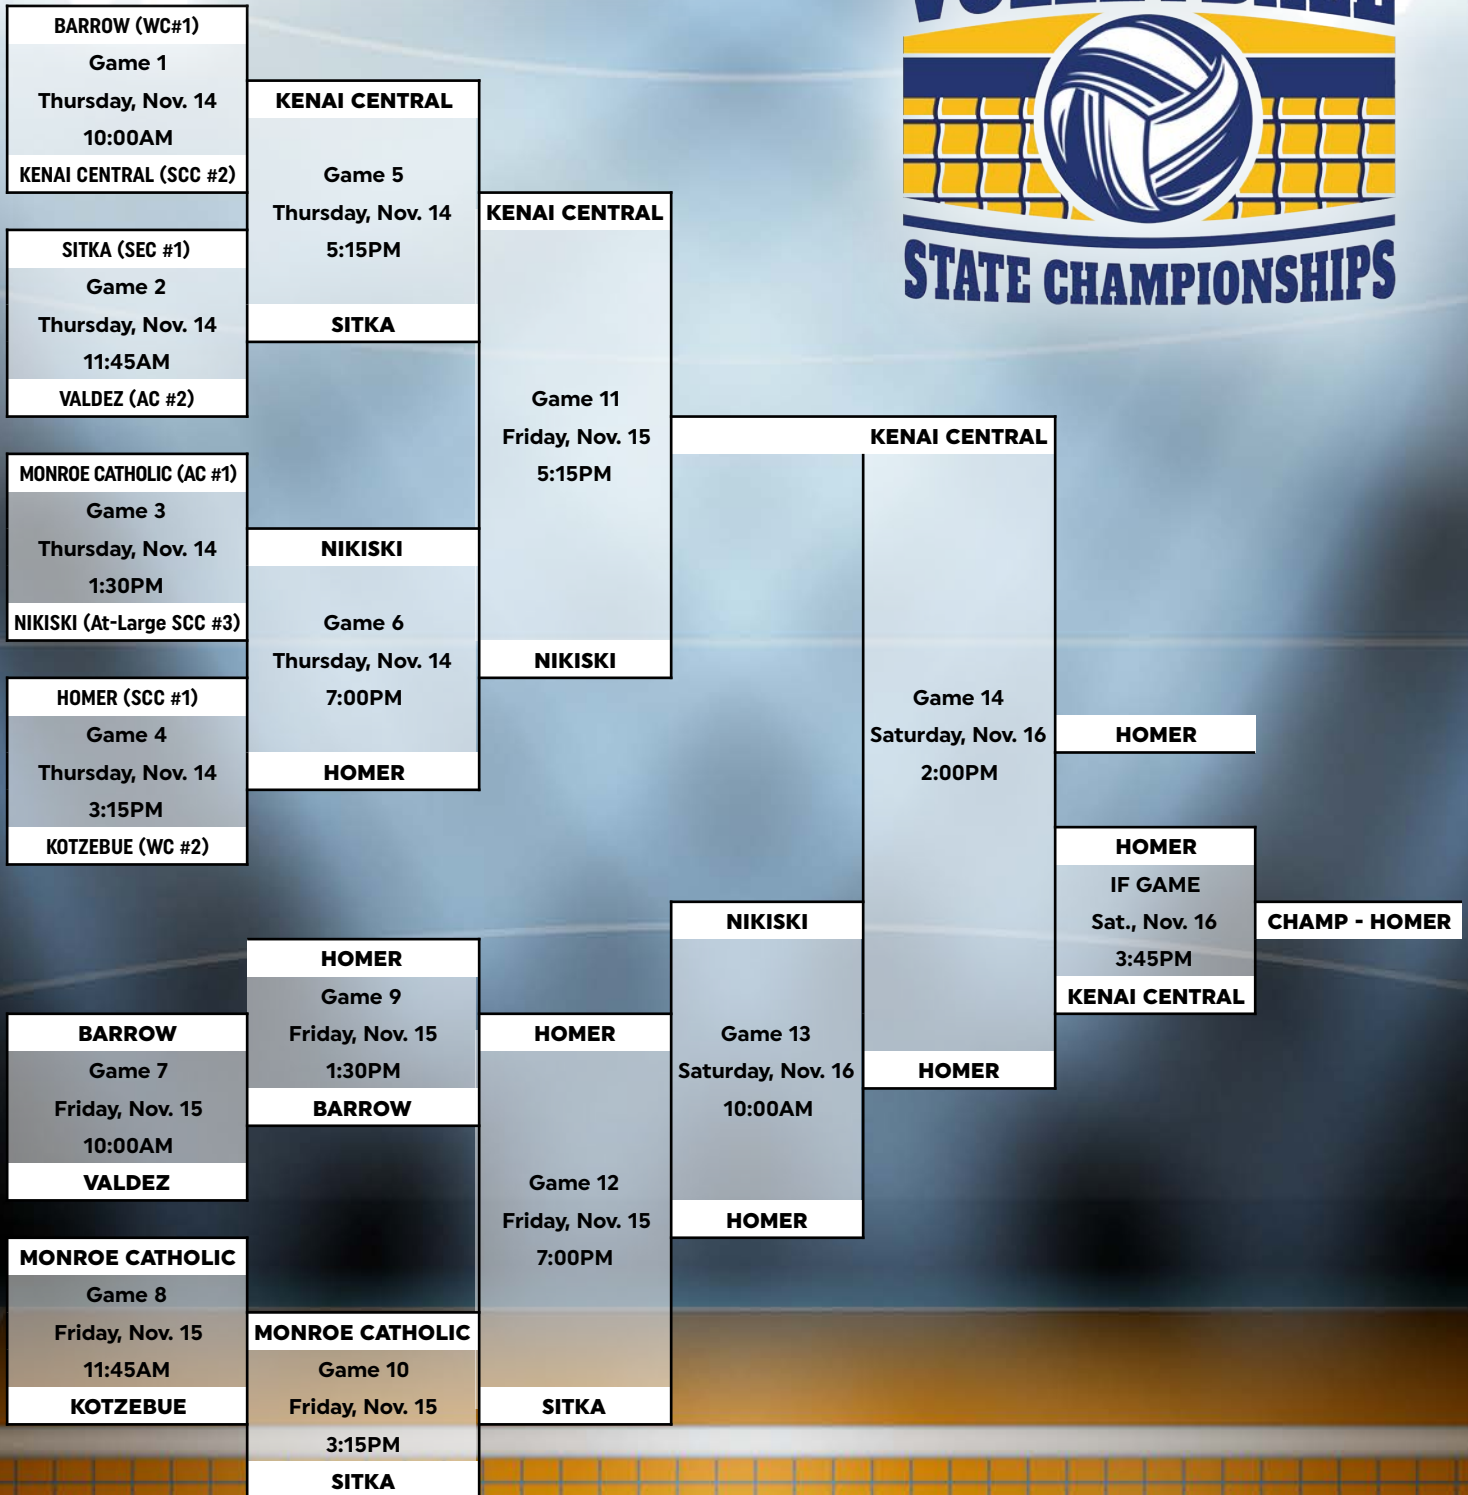 VOLLEYBALL
STATE CHAMPIONSHIPS
BARROW (WC#1)
Game 1
Thursday, Nov. 14
10:00AM
KENAI CENTRAL (SCC #2)
SITKA (SEC #1)
Game 2
Thursday, Nov. 14
11:45AM
VALDEZ (AC #2)
MONROE CATHOLIC (AC #1)
Game 3
Thursday, Nov. 14
1:30PM
NIKISKI (At-Large SCC #3)
HOMER (SCC #1)
Game 4
Thursday, Nov. 14
3:15PM
KOTZEBUE (WC #2)
KENAI CENTRAL
Game 5
Thursday, Nov. 14
5:15PM
SITKA
NIKISKI
Game 6
Thursday, Nov. 14
7:00PM
HOMER
KENAI CENTRAL
Game 11
Friday, Nov. 15
5:15PM
NIKISKI
KENAI CENTRAL
Game 14
Saturday, Nov. 16
2:00PM
HOMER
HOMER
HOMER
IF GAME
Sat., Nov. 16
3:45PM
KENAI CENTRAL
CHAMP - HOMER
BARROW
Game 7
Friday, Nov. 15
10:00AM
VALDEZ
MONROE CATHOLIC
Game 8
Friday, Nov. 15
11:45AM
KOTZEBUE
HOMER
Game 9
Friday, Nov. 15
1:30PM
BARROW
MONROE CATHOLIC
Game 10
Friday, Nov. 15
3:15PM
SITKA
HOMER
Game 12
Friday, Nov. 15
7:00PM
SITKA
NIKISKI
Game 13
Saturday, Nov. 16
10:00AM
HOMER